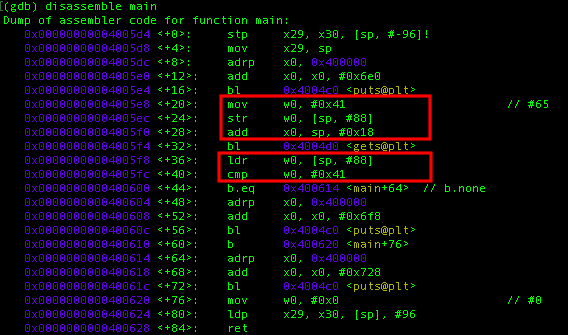 (gdb) disassemble main
Dump of assembler code for function main:
0x00000000004005d4 <+0>: stp x29, x30, [sp, #-96]!
0x00000000004005d8 <+4>: mov x29, sp
0x00000000004005dc <+8>: adrp x0, 0x400000
0x00000000004005e0 <+12>: add x0, x0, #0x6e0
0x00000000004005e4 <+16>: bl 0x4004c0 <puts@plt>
0x00000000004005e8 <+20>: mov w0, #0x41 // #65
0x00000000004005ec <+24>: str w0, [sp, #88]
0x00000000004005f0 <+28>: add x0, sp, #0x18
0x00000000004005f4 <+32>: bl 0x4004d0 <gets@plt>
0x00000000004005f8 <+36>: ldr w0, [sp, #88]
0x00000000004005fc <+40>: cmp w0, #0x41
0x0000000000400600 <+44>: b.eq 0x400614 <main+64> // b.none
0x0000000000400604 <+48>: adrp x0, 0x400000
0x0000000000400608 <+52>: add x0, x0, #0x6f8
0x000000000040060c <+56>: bl 0x4004c0 <puts@plt>
0x0000000000400610 <+60>: b 0x400620 <main+76>
0x0000000000400614 <+64>: adrp x0, 0x400000
0x0000000000400618 <+68>: add x0, x0, #0x728
0x000000000040061c <+72>: bl 0x4004c0 <puts@plt>
0x0000000000400620 <+76>: mov w0, #0x0 // #0
0x0000000000400624 <+80>: ldp x29, x30, [sp], #96
0x0000000000400628 <+84>: ret